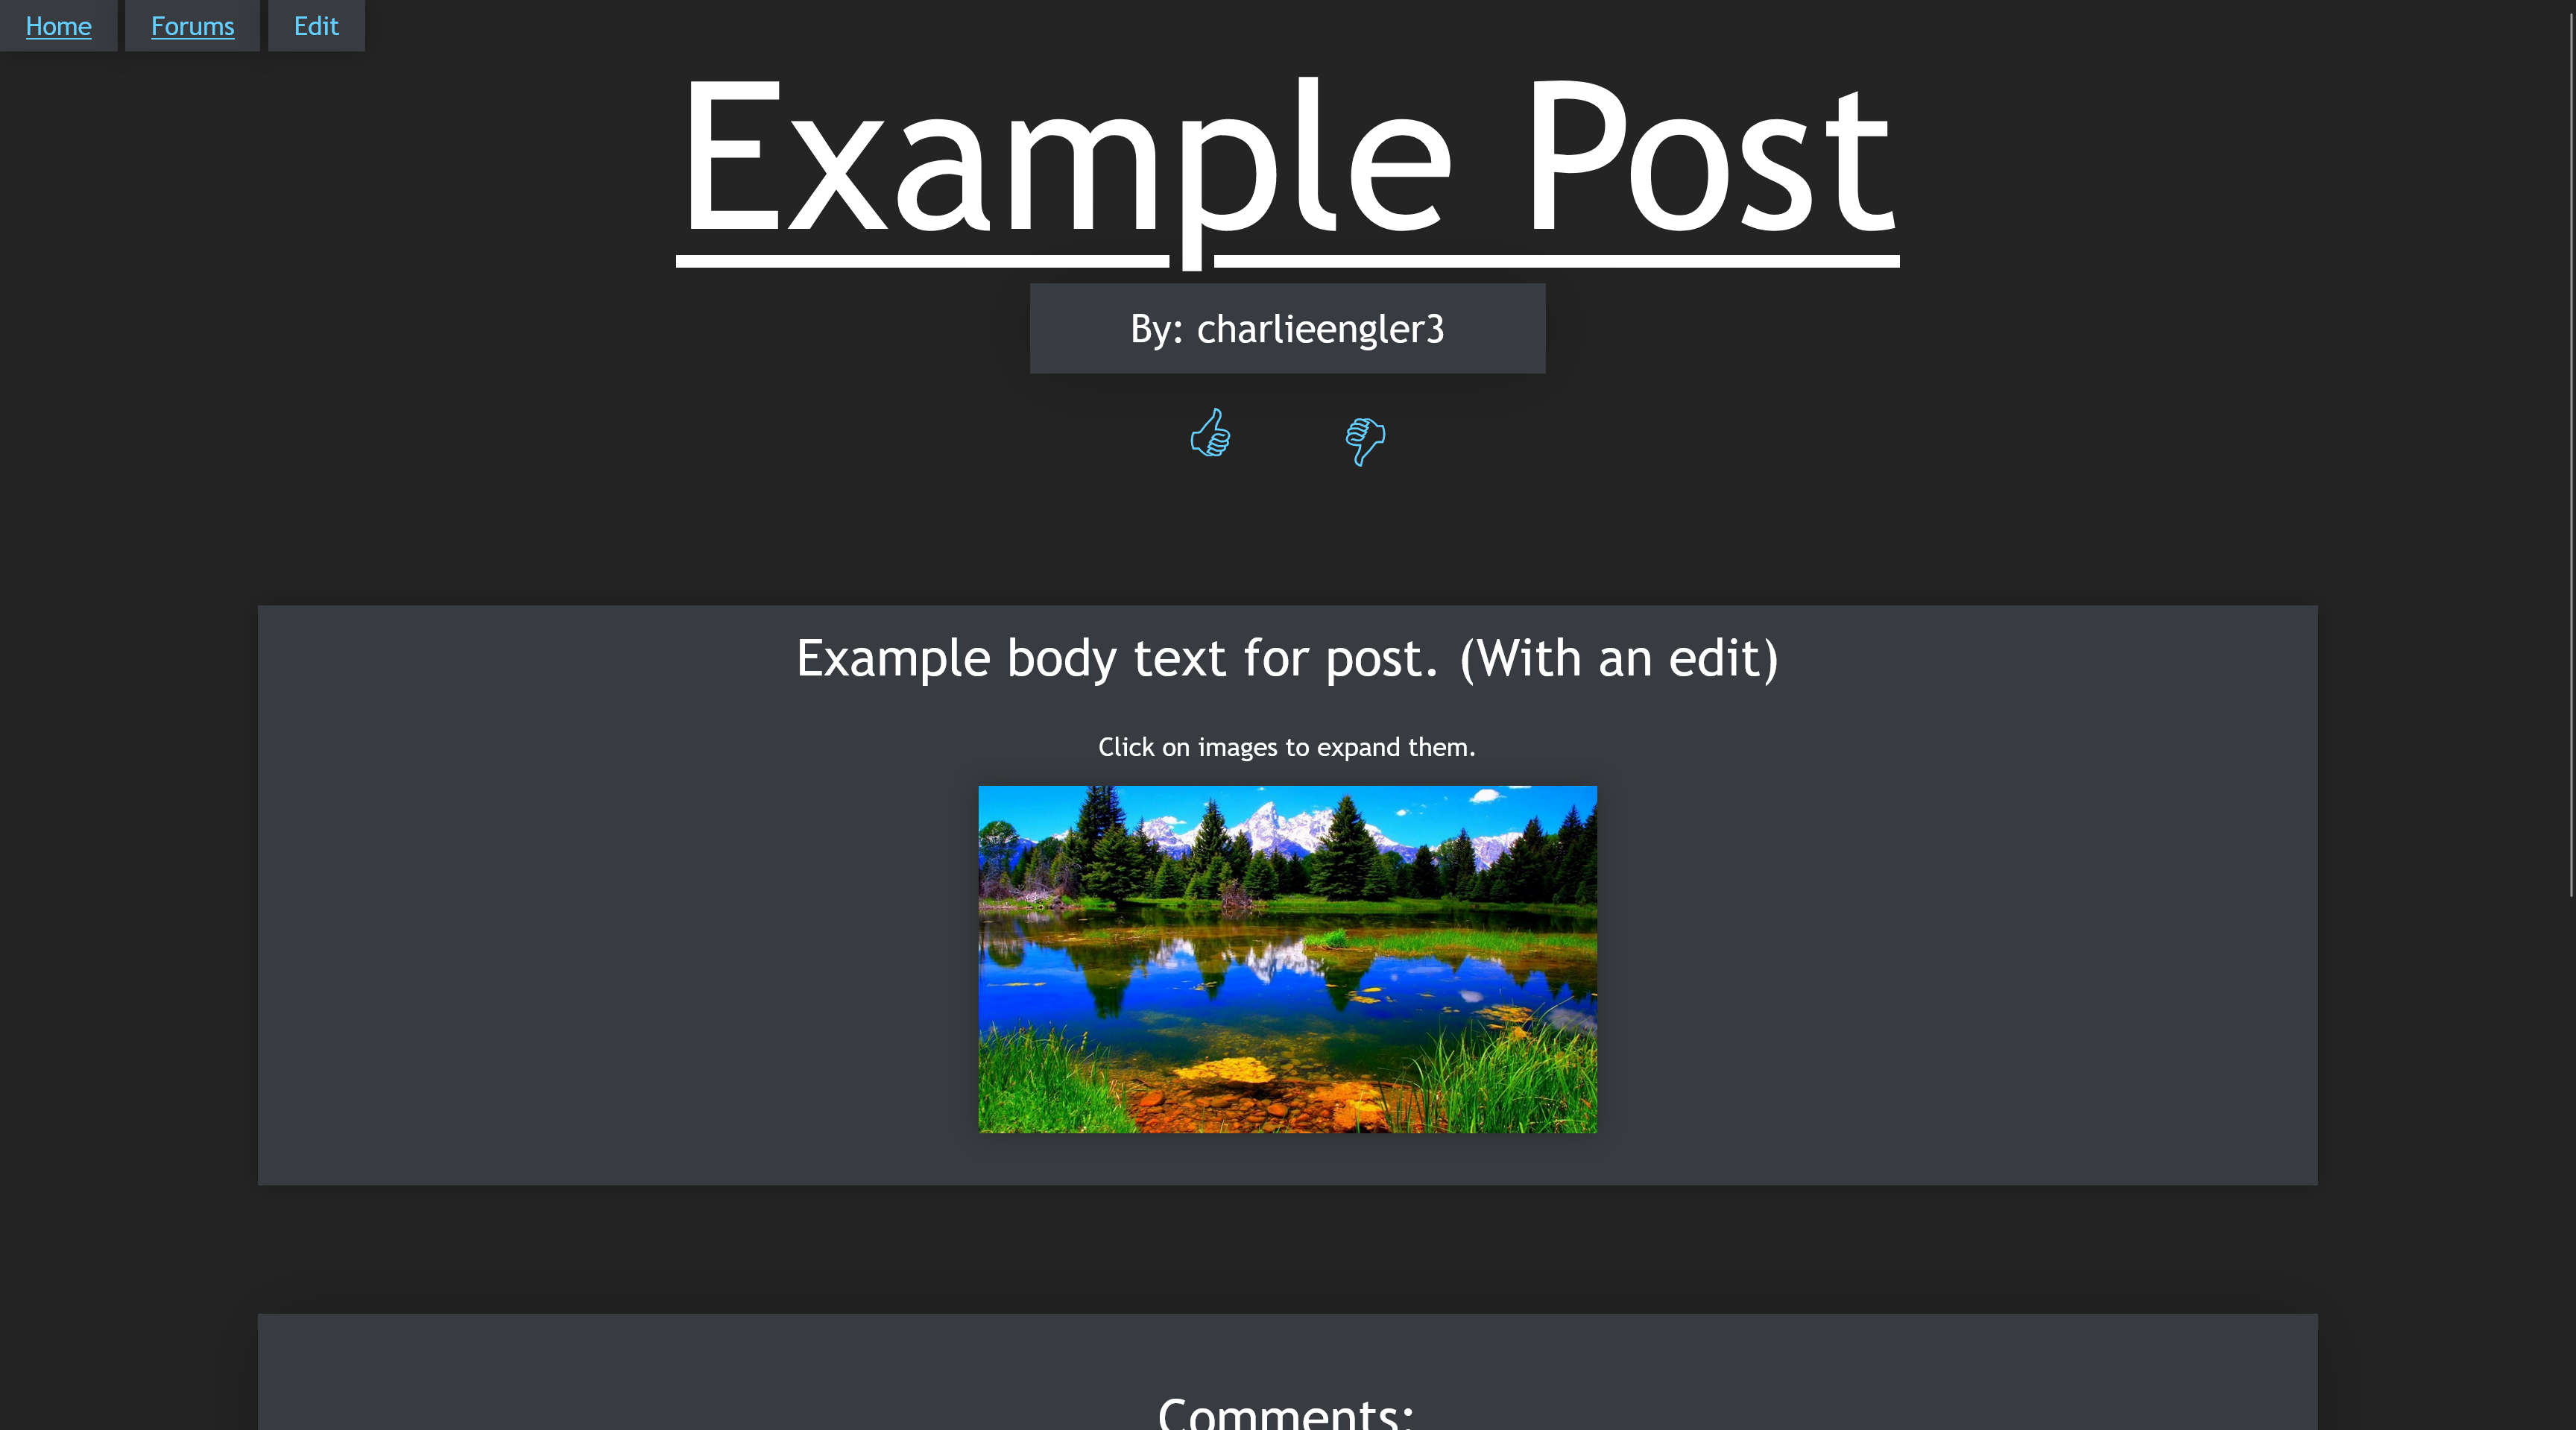 Home Forums Edit
Example Post
By: charlieengler3
Example body text for post. (With an edit)
Click on images to expand them.
Comments: